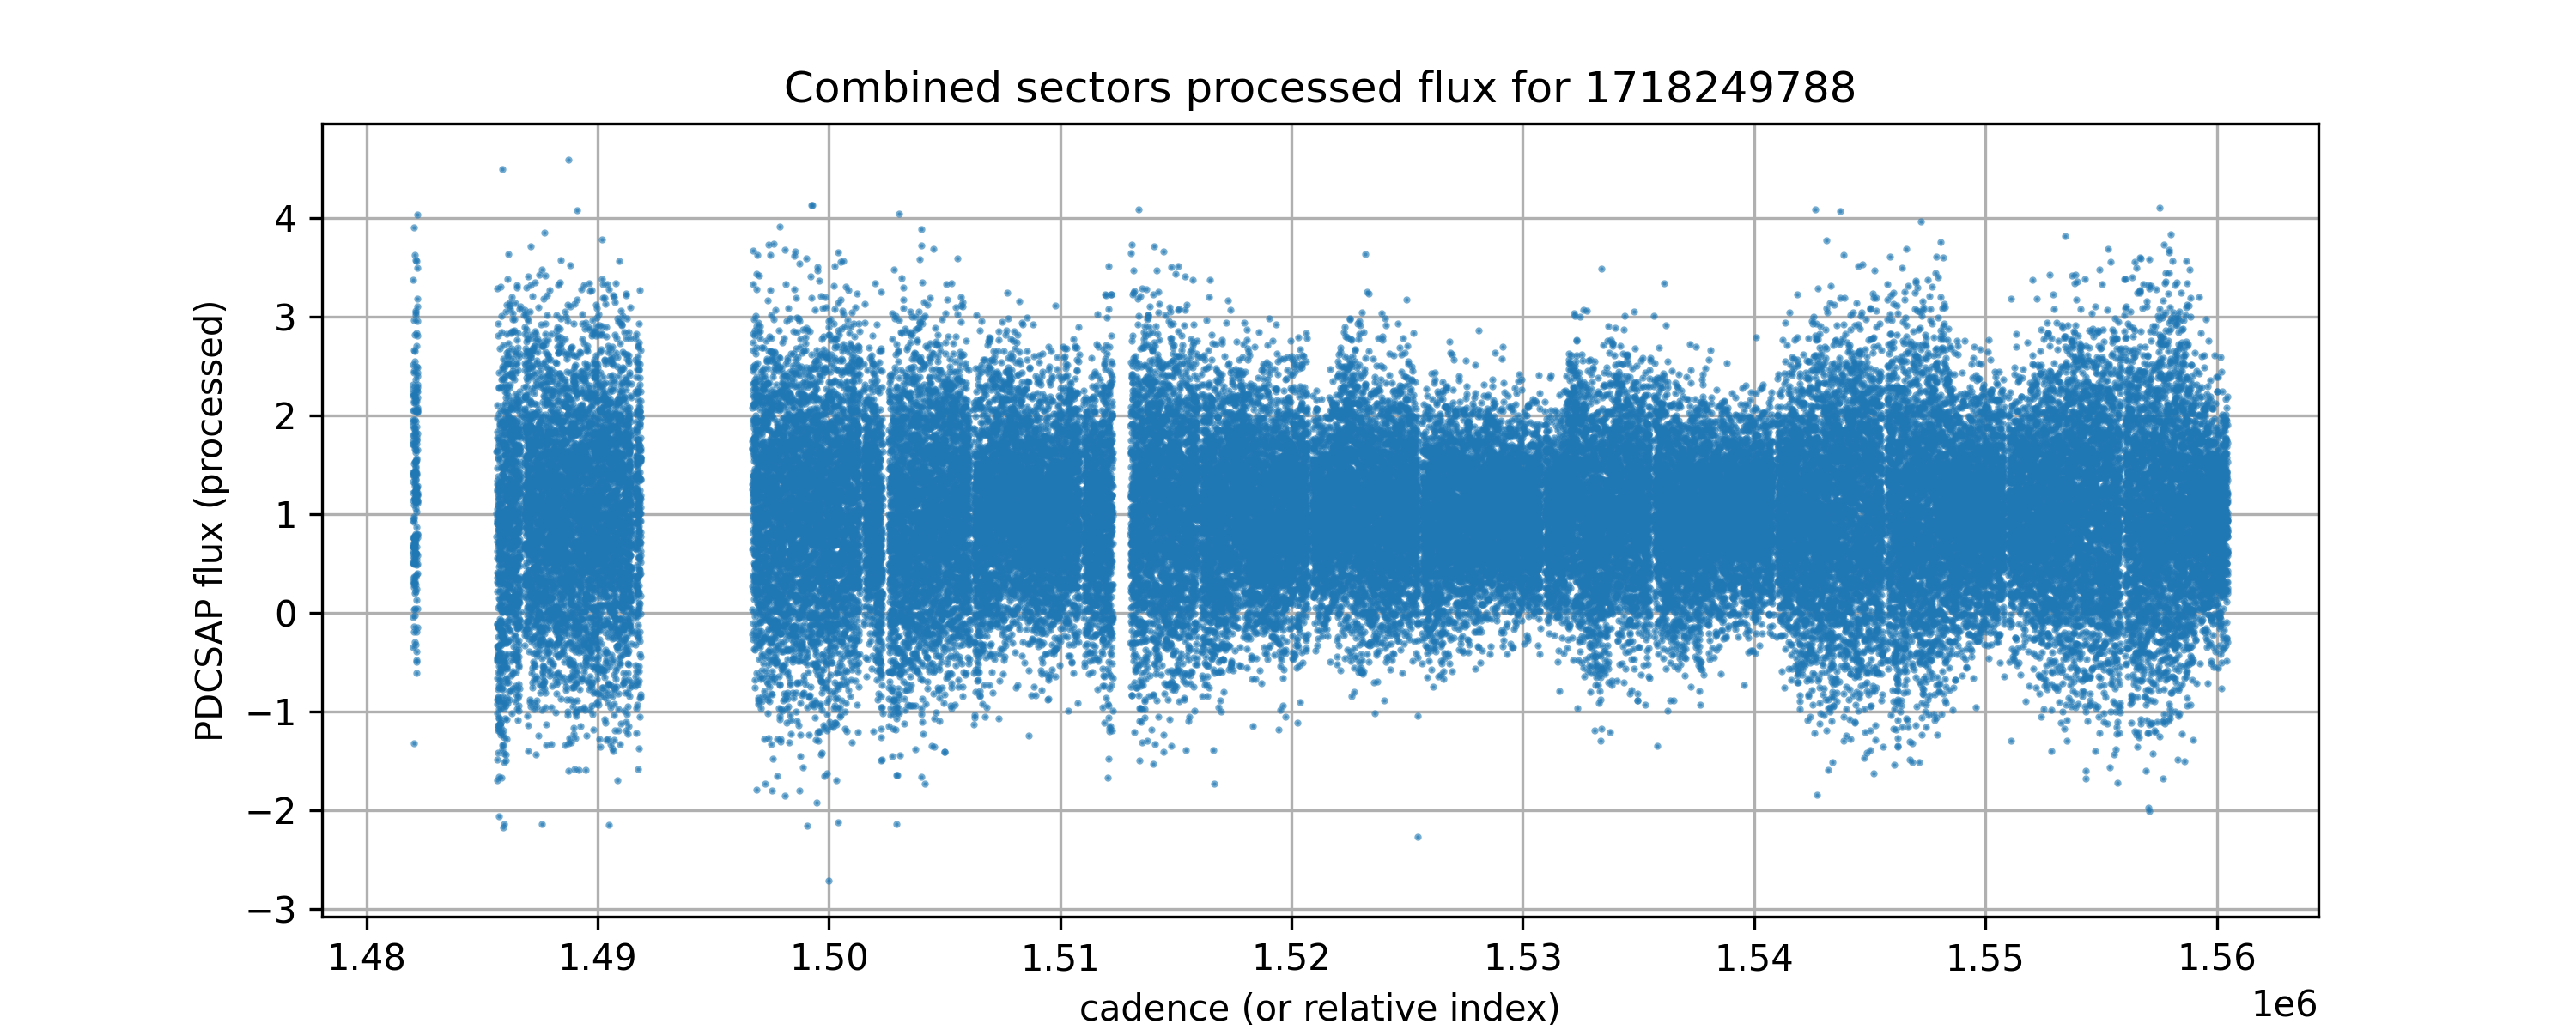 Combined sectors processed flux for 1718249788
PDCSAP flux (processed)
4
3
2
1
0
−1
−2
−3
1.48 1.49 1.50 1.51 1.52 1.53 1.54 1.55 1.56
1e6
cadence (or relative index)